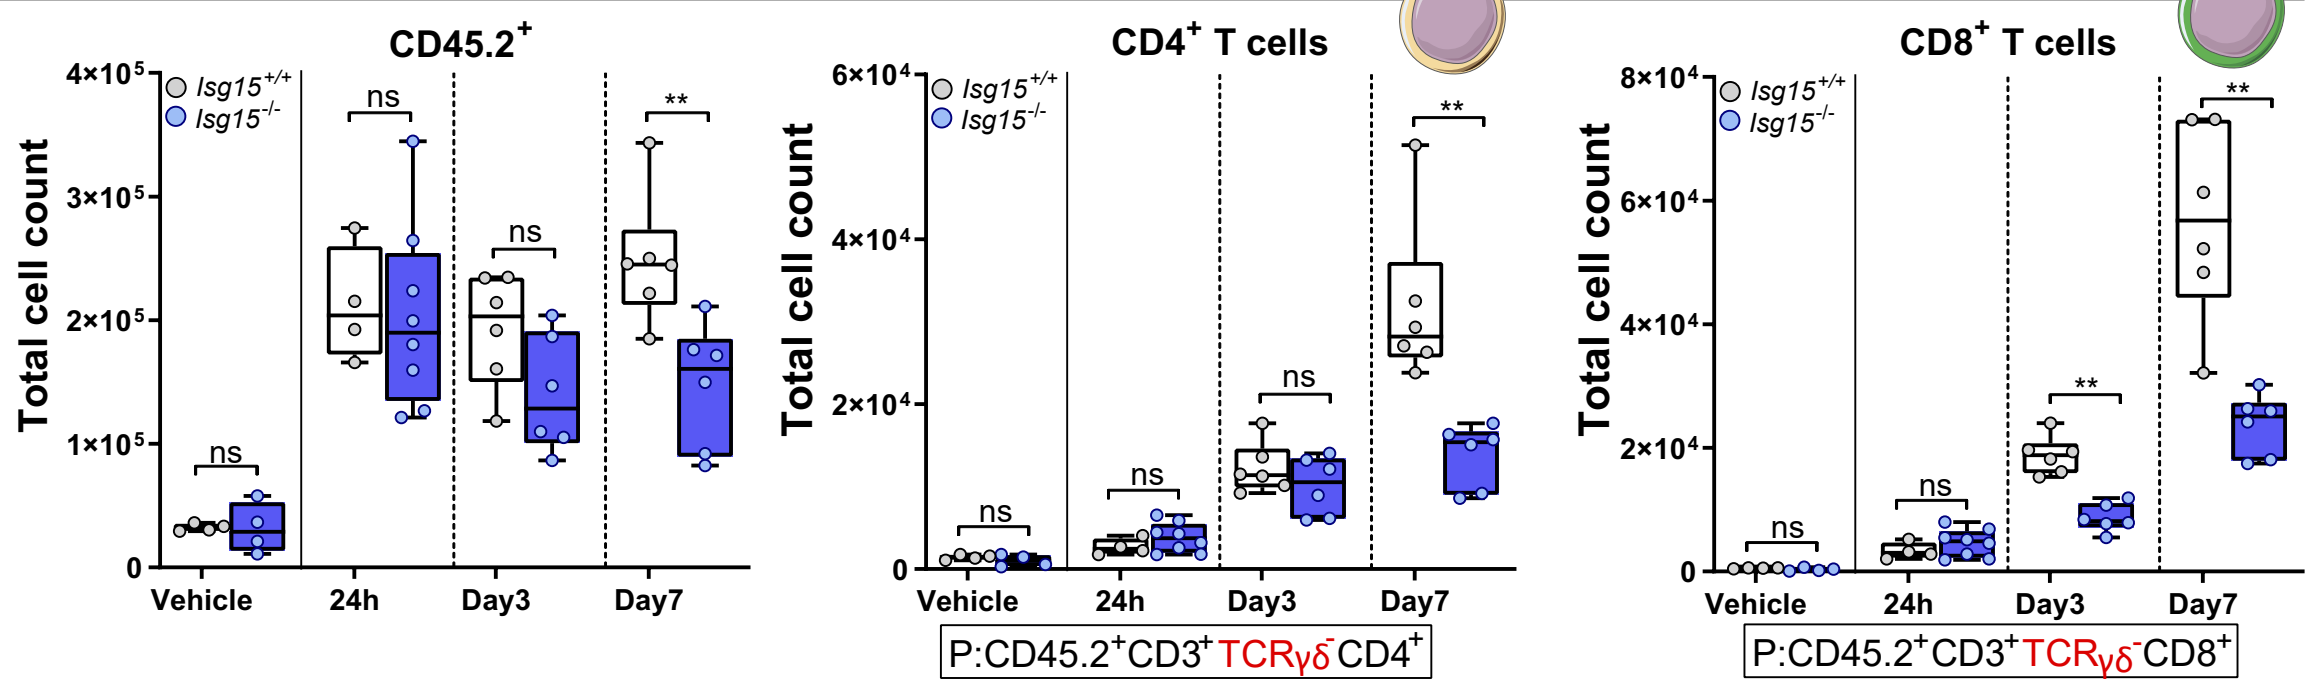 CD45.2⁺
Total cell count
4×10⁵
3×10⁵
2×10⁵
1×10⁵
0
Isg15⁺/⁺
Isg15⁻/⁻
ns
ns
ns
**
Vehicle
24h
Day3
Day7
CD4⁺ T cells
Total cell count
6×10⁴
4×10⁴
2×10⁴
0
Isg15⁺/⁺
Isg15⁻/⁻
ns
ns
ns
**
Vehicle
24h
Day3
Day7
P:CD45.2⁺CD3⁺TCRγδ⁻CD4⁺
CD8⁺ T cells
Total cell count
8×10⁴
6×10⁴
4×10⁴
2×10⁴
0
Isg15⁺/⁺
Isg15⁻/⁻
ns
ns
**
**
Vehicle
24h
Day3
Day7
P:CD45.2⁺CD3⁺TCRγδ⁻CD8⁺